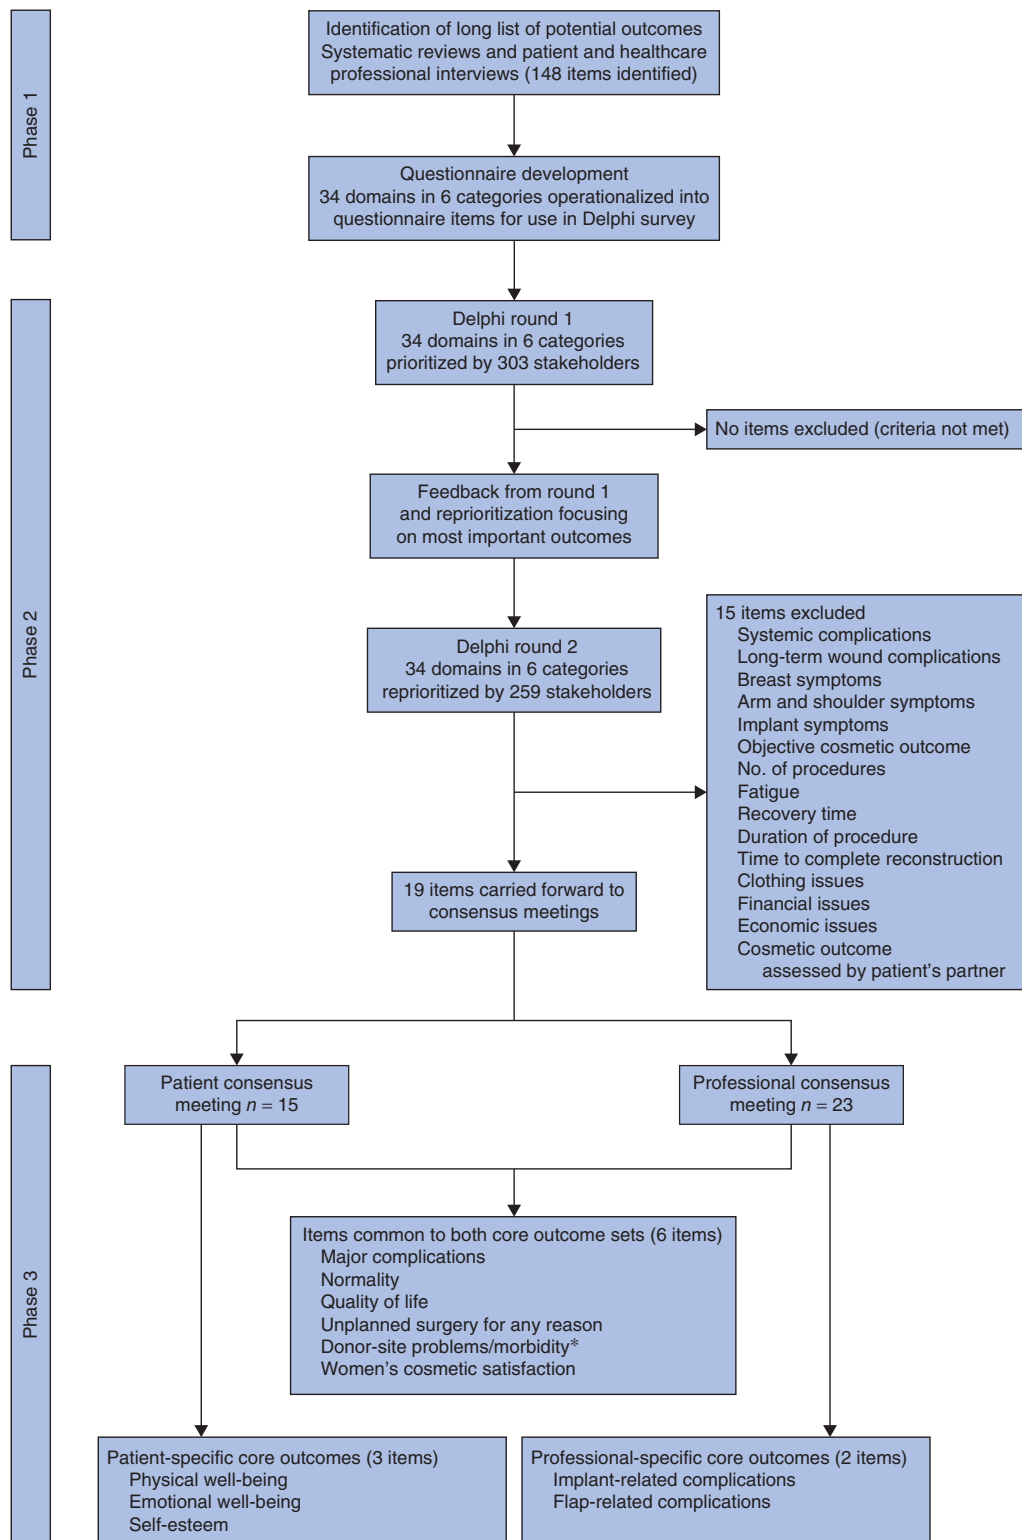 Phase 1
Identification of long list of potential outcomes
Systematic reviews and patient and healthcare
professional interviews (148 items identified)
Questionnaire development
34 domains in 6 categories operationalized into
questionnaire items for use in Delphi survey
Phase 2
Delphi round 1
34 domains in 6 categories
prioritized by 303 stakeholders
No items excluded (criteria not met)
Feedback from round 1
and reprioritization focusing
on most important outcomes
Delphi round 2
34 domains in 6 categories
reprioritized by 259 stakeholders
15 items excluded
Systemic complications
Long-term wound complications
Breast symptoms
Arm and shoulder symptoms
Implant symptoms
Objective cosmetic outcome
No. of procedures
Fatigue
Recovery time
Duration of procedure
Time to complete reconstruction
Clothing issues
Financial issues
Economic issues
Cosmetic outcome
assessed by patient's partner
19 items carried forward to
consensus meetings
Phase 3
Patient consensus
meeting n = 15
Professional consensus
meeting n = 23
Items common to both core outcome sets (6 items)
Major complications
Normality
Quality of life
Unplanned surgery for any reason
Donor-site problems/morbidity*
Women's cosmetic satisfaction
Patient-specific core outcomes (3 items)
Physical well-being
Emotional well-being
Self-esteem
Professional-specific core outcomes (2 items)
Implant-related complications
Flap-related complications